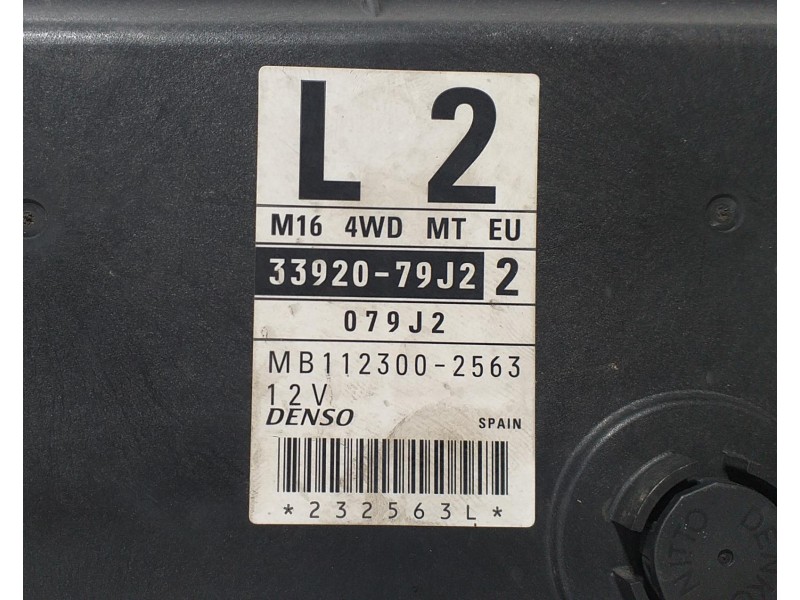 L 2
M16 4WD MT EU
33920-79J2 2
079J2
MB112300-2563
12V
DENSO SPAIN
*232563L*